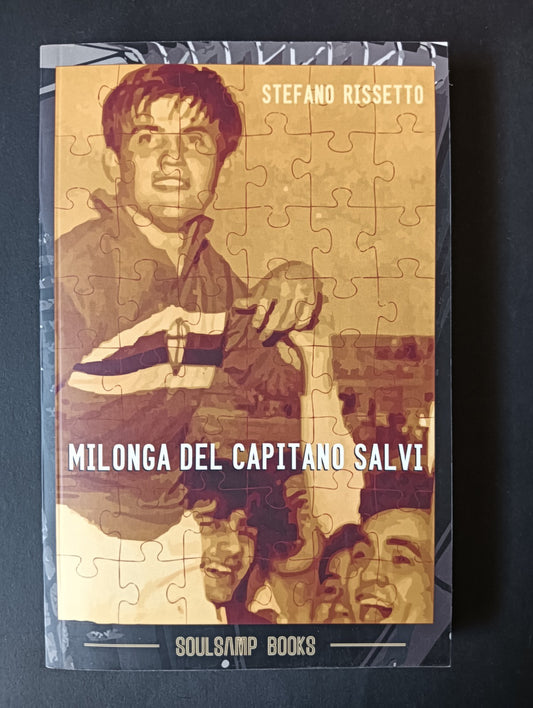 STEFANO RISSETTO
MILONGA DEL CAPITANO SALVI
SOULSAMP BOOKS